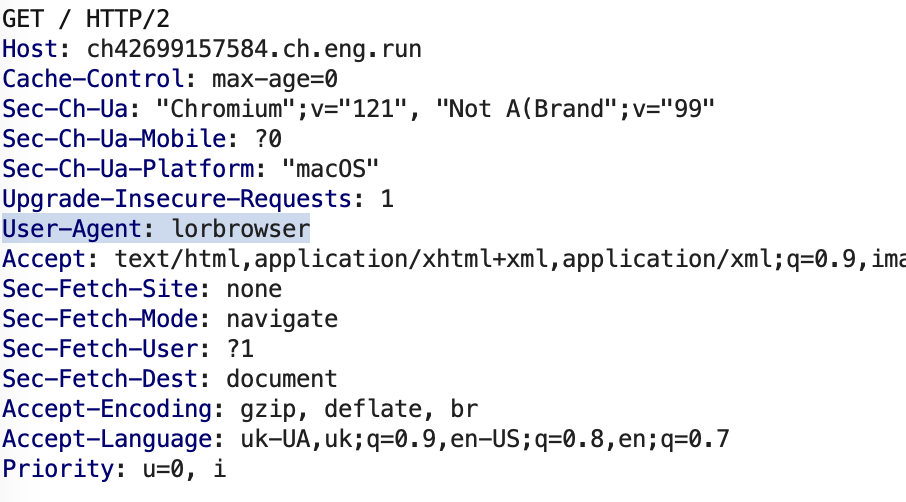 GET / HTTP/2
Host: ch42699157584.ch.eng.run
Cache-Control: max-age=0
Sec-Ch-Ua: "Chromium";v="121", "Not A(Brand";v="99"
Sec-Ch-Ua-Mobile: ?0
Sec-Ch-Ua-Platform: "macOS"
Upgrade-Insecure-Requests: 1
User-Agent: lorbrowser
Accept: text/html,application/xhtml+xml,application/xml;q=0.9,ima
Sec-Fetch-Site: none
Sec-Fetch-Mode: navigate
Sec-Fetch-User: ?1
Sec-Fetch-Dest: document
Accept-Encoding: gzip, deflate, br
Accept-Language: uk-UA,uk;q=0.9,en-US;q=0.8,en;q=0.7
Priority: u=0, i